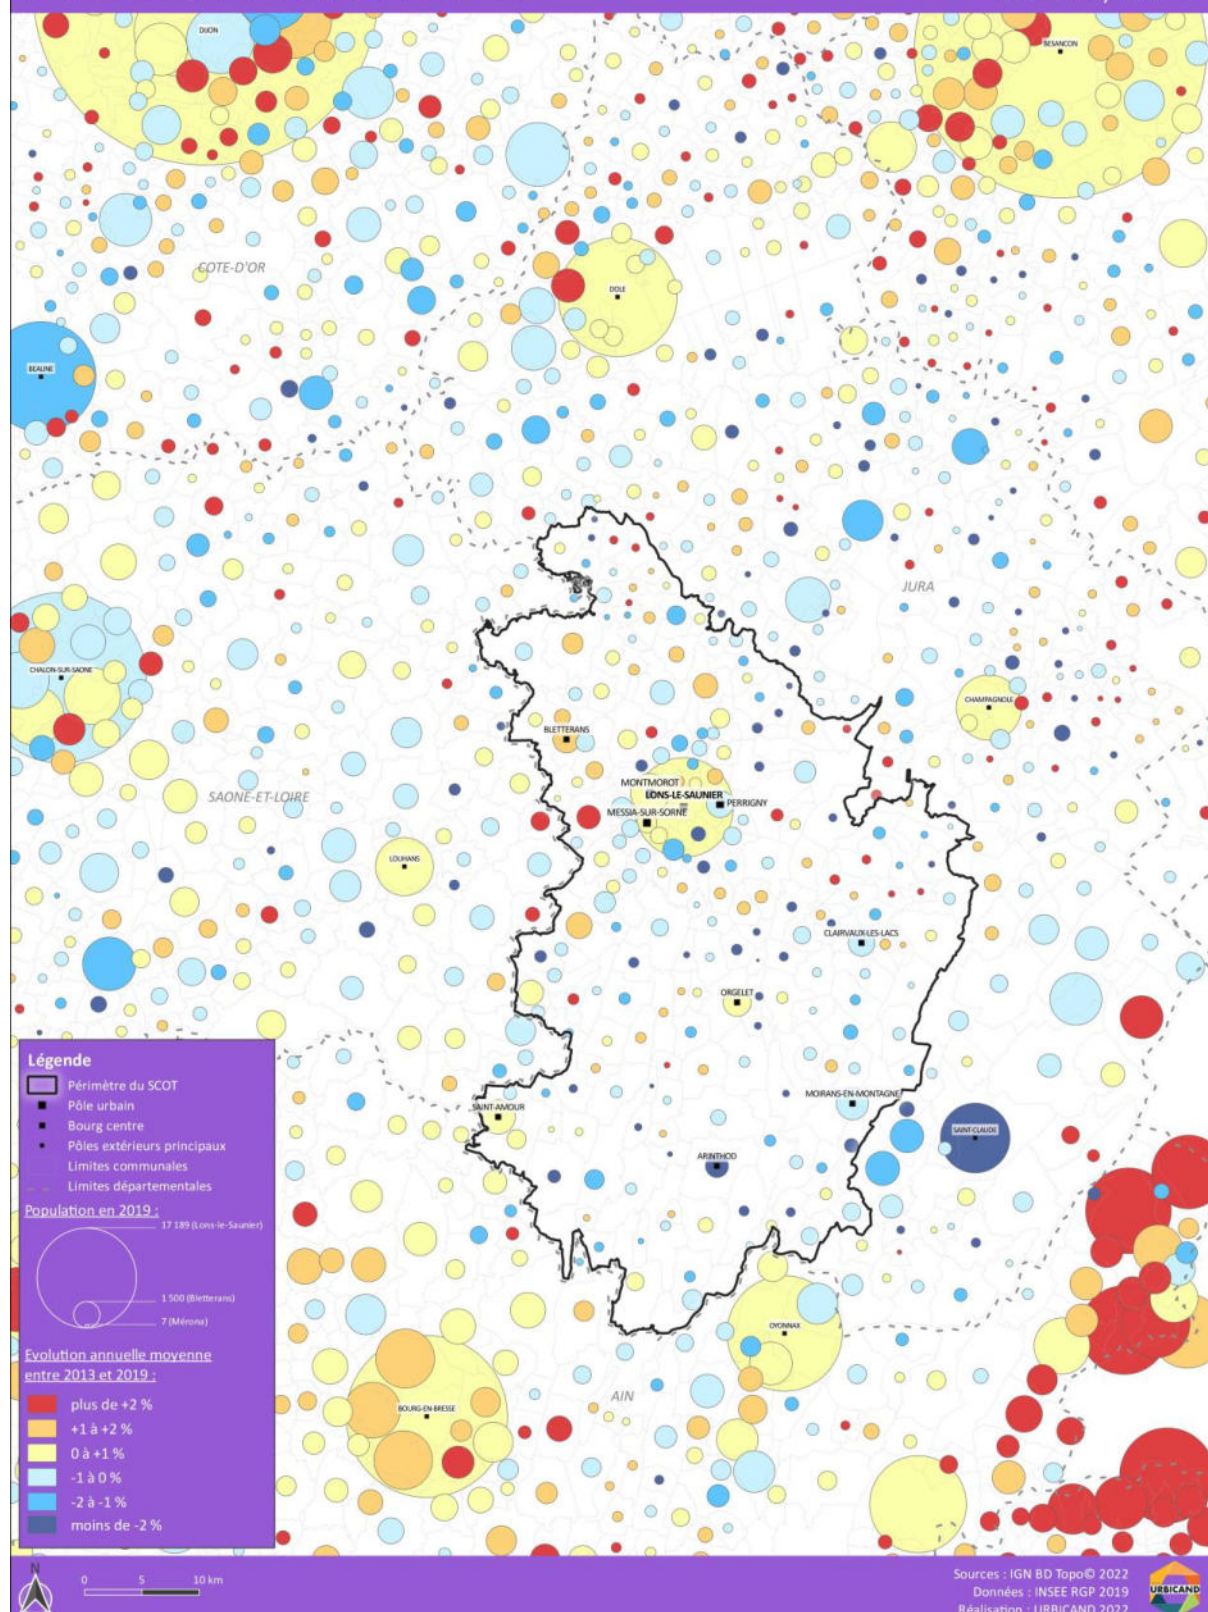 DIJON
BESANCON
COTE-D'OR
DOLE
BEAUNE
JURA
CHALON-SUR-SAONE
CHAMPAGNOLE
BLETTERANS
MONTMOROT
SAONE-ET-LOIRE
LONS-LE-SAUNIER
PERRIGNY
MESSIA-SUR-SORNE
LOUHANS
CLAIRVAUX-LES-LACS
ORGELET
MOIRANS-EN-MONTAGNE
SAINT-AMOUR
SAINT-CLAUDE
ARINTHOD
OYONNAX
AIN
BOURG-EN-BRESSE
Légende
Périmètre du SCOT
Pôle urbain
Bourg centre
Pôles extérieurs principaux
Limites communales
Limites départementales
Population en 2019 :
17 189 (Lons-le-Saunier)
1 500 (Bletterans)
7 (Mérona)
Evolution annuelle moyenne
entre 2013 et 2019 :
plus de +2 %
+1 à +2 %
0 à +1 %
-1 à 0 %
-2 à -1 %
moins de -2 %
N
0 5 10 km
Sources : IGN BD Topo© 2022
Données : INSEE RGP 2019
Réalisation : URBICAND 2022
URBICAND